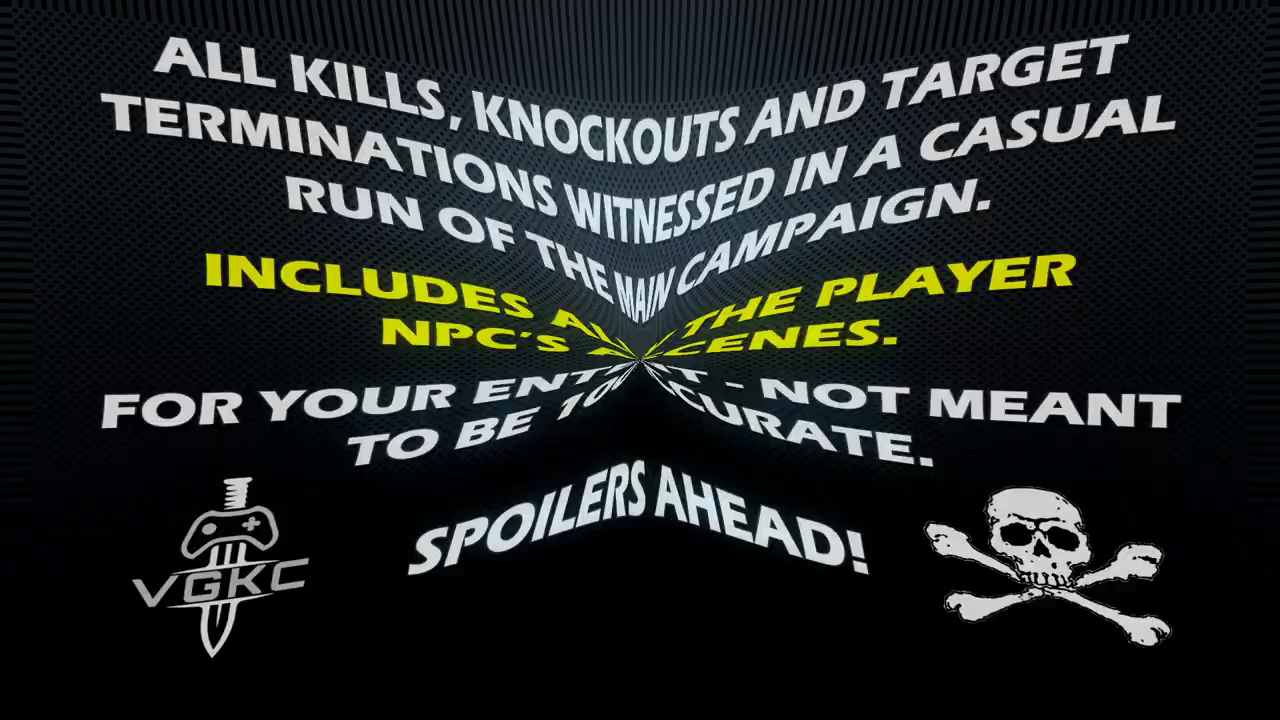 ALL KILLS, KNOCKOUTS AND TARGET
TERMINATIONS WITNESSED IN A CASUAL
RUN OF THE MAIN CAMPAIGN.
INCLUDES THE PLAYER
NPC'S
FOR YOUR - NOT MEANT
TO BE
SPOILERS AHEAD!
VGKC